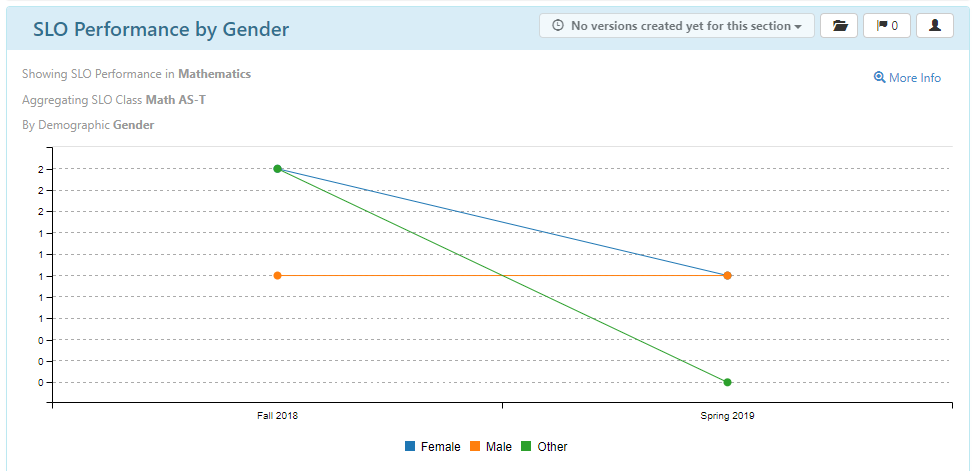 SLO Performance by Gender
No versions created yet for this section
0
Showing SLO Performance in Mathematics
More Info
Aggregating SLO Class Math AS-T
By Demographic Gender
2
2
2
1
1
1
1
1
0
0
0
Fall 2018
Spring 2019
Female Male Other